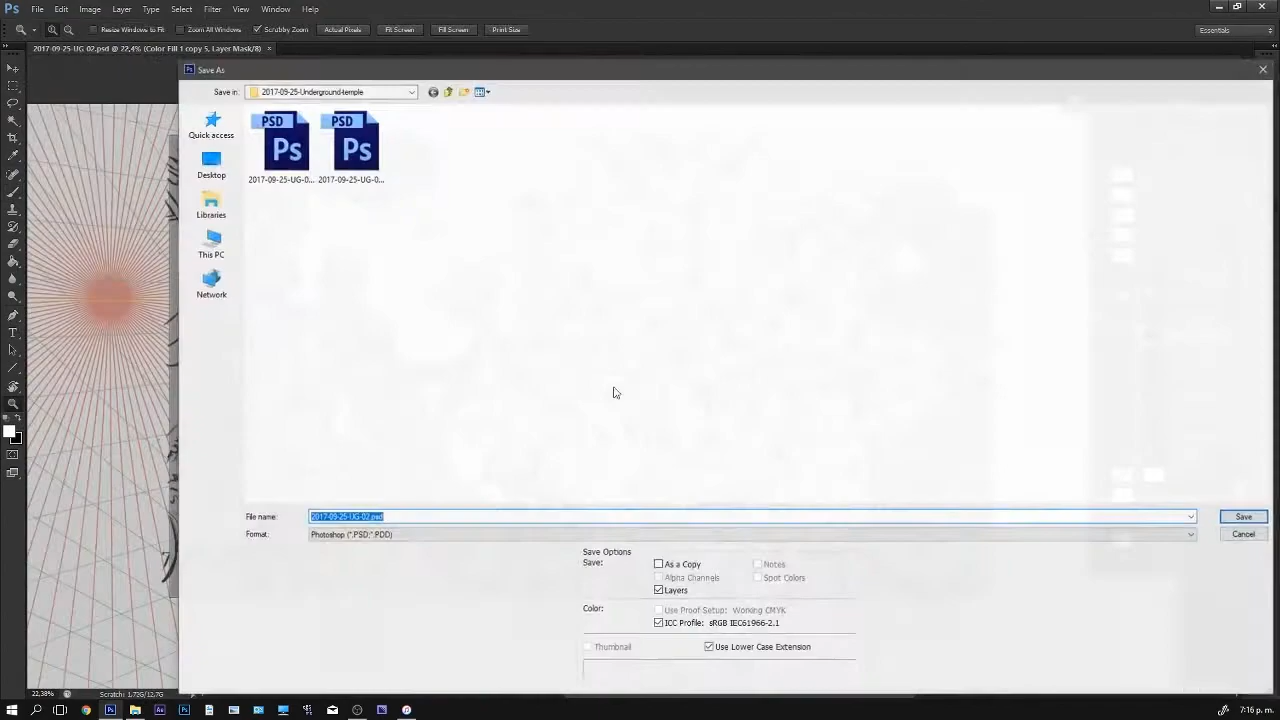 Ps File Edit Image Layer Type Select Filter View Window Help
Resize Windows to Fit Zoom All Windows Scrubby Zoom Actual Pixels Fit Screen Fill Screen Print Size Essentials
2017-09-25-UG-02.psd @ 22,4% (Color Fill 1 copy 5, Layer Mask/8)
Save As
Save in: 2017-09-25-Underground-temple
Quick access
Desktop
Libraries
This PC
Network
PSD PSD
Ps Ps
2017-09-25-UG-0... 2017-09-25-UG-0...
File name: 2017-09-25-UG-02.psd Save
Format: Photoshop (*.PSD;*.PDD) Cancel
Save Options
Save: As a Copy Notes
Alpha Channels Spot Colors
Layers
Color: Use Proof Setup: Working CMYK
ICC Profile: sRGB IEC61966-2.1
Thumbnail Use Lower Case Extension
22,38% Scratch: 1.73G/12.7G
7:16 p. m.